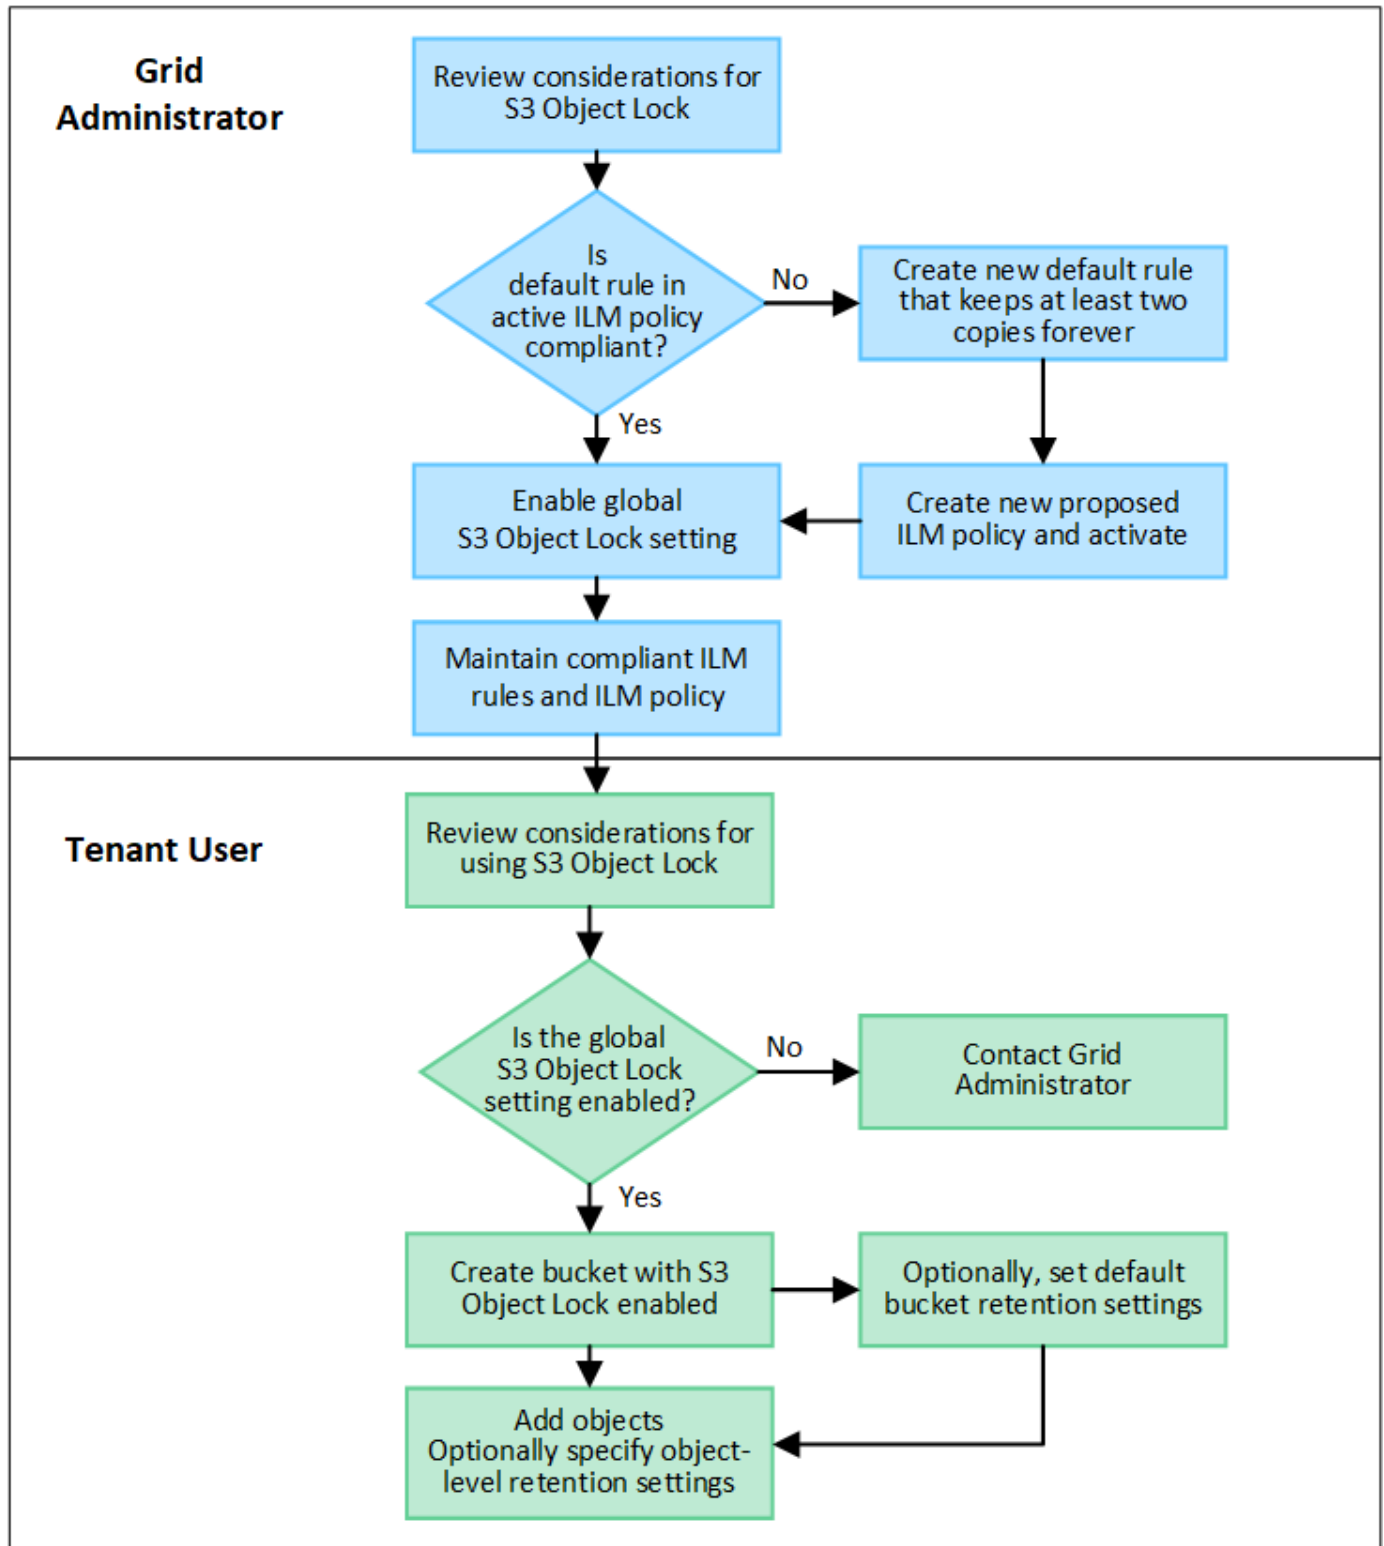 Grid
Administrator
Review considerations for
S3 Object Lock
Is
default rule in
active ILM policy
compliant?
No
Create new default rule
that keeps at least two
copies forever
Yes
Enable global
S3 Object Lock setting
Create new proposed
ILM policy and activate
Maintain compliant ILM
rules and ILM policy
Tenant User
Review considerations for
using S3 Object Lock
Is the global
S3 Object Lock
setting enabled?
No
Contact Grid
Administrator
Yes
Create bucket with S3
Object Lock enabled
Optionally, set default
bucket retention settings
Add objects
Optionally specify object-
level retention settings